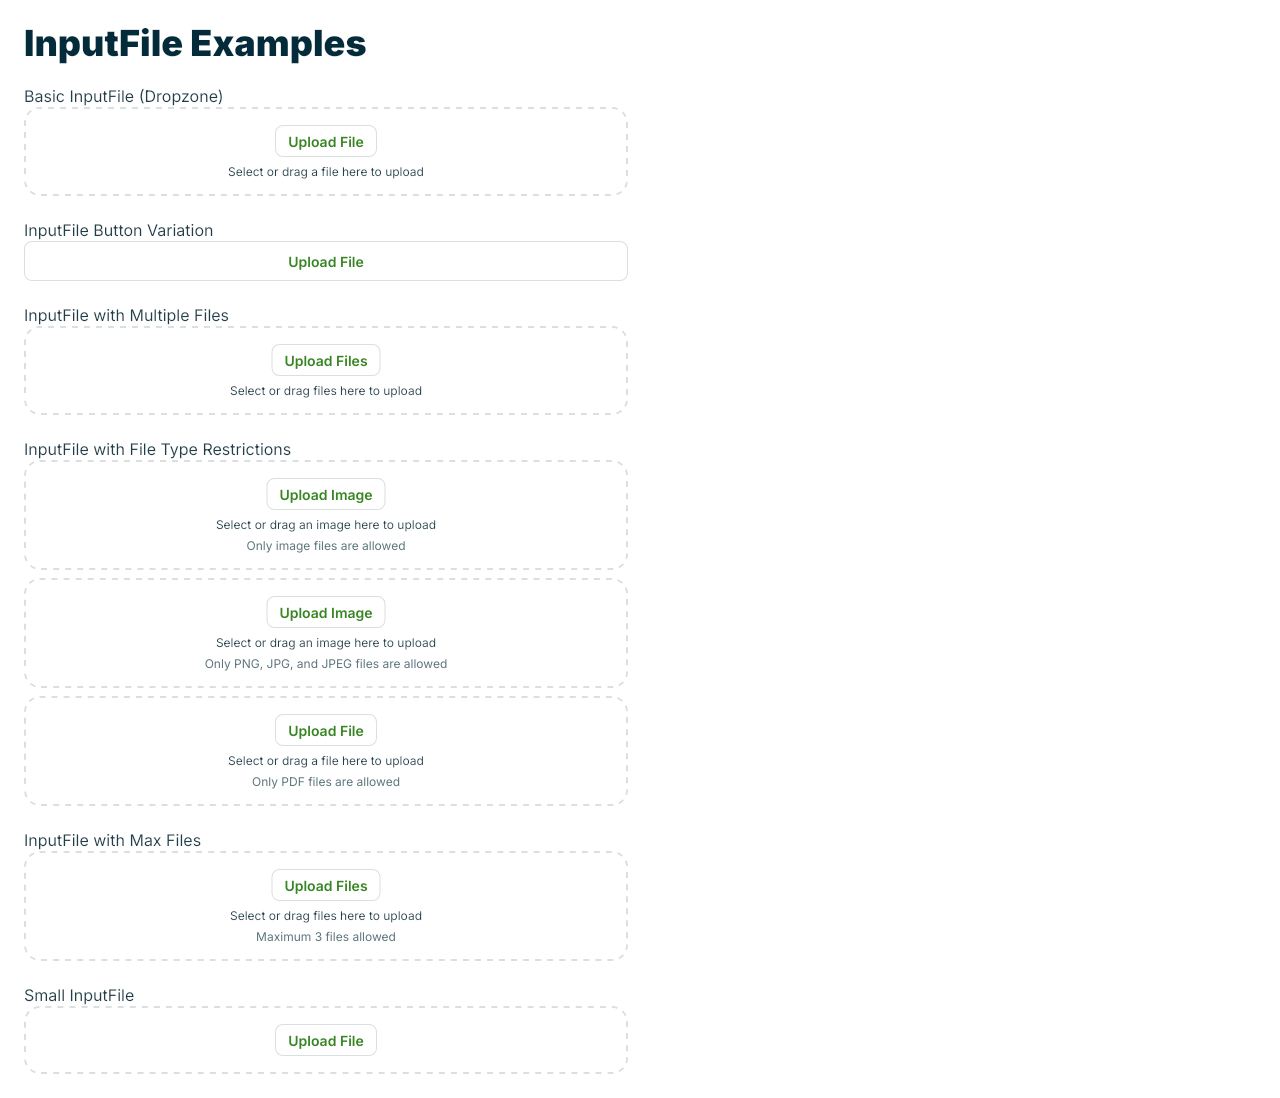 InputFile Examples
Basic InputFile (Dropzone)
Upload File
Select or drag a file here to upload
InputFile Button Variation
Upload File
InputFile with Multiple Files
Upload Files
Select or drag files here to upload
InputFile with File Type Restrictions
Upload Image
Select or drag an image here to upload
Only image files are allowed
Upload Image
Select or drag an image here to upload
Only PNG, JPG, and JPEG files are allowed
Upload File
Select or drag a file here to upload
Only PDF files are allowed
InputFile with Max Files
Upload Files
Select or drag files here to upload
Maximum 3 files allowed
Small InputFile
Upload File